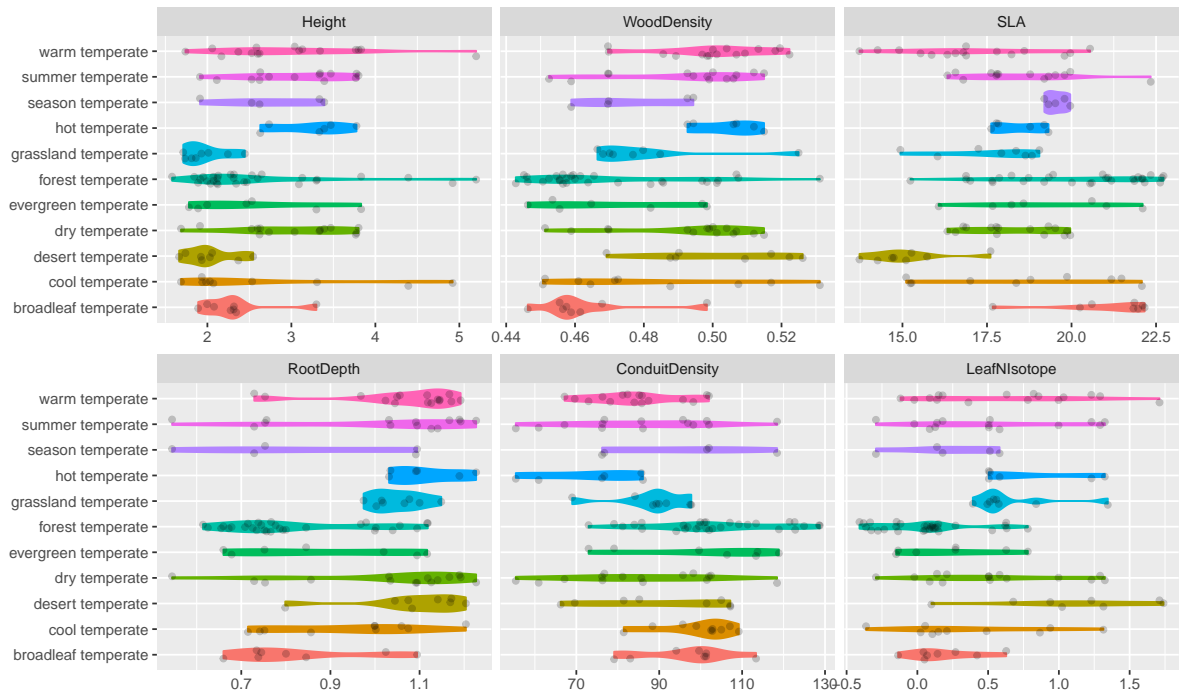 Height WoodDensity SLA
warm temperate
summer temperate
season temperate
hot temperate
grassland temperate
forest temperate
evergreen temperate
dry temperate
desert temperate
cool temperate
broadleaf temperate
2 3 4 5 0.44 0.46 0.48 0.50 0.52 15.0 17.5 20.0 22.5
RootDepth ConduitDensity LeafNIsotope
warm temperate
summer temperate
season temperate
hot temperate
grassland temperate
forest temperate
evergreen temperate
dry temperate
desert temperate
cool temperate
broadleaf temperate
0.7 0.9 1.1 70 90 110 130 -0.5 0.0 0.5 1.0 1.5